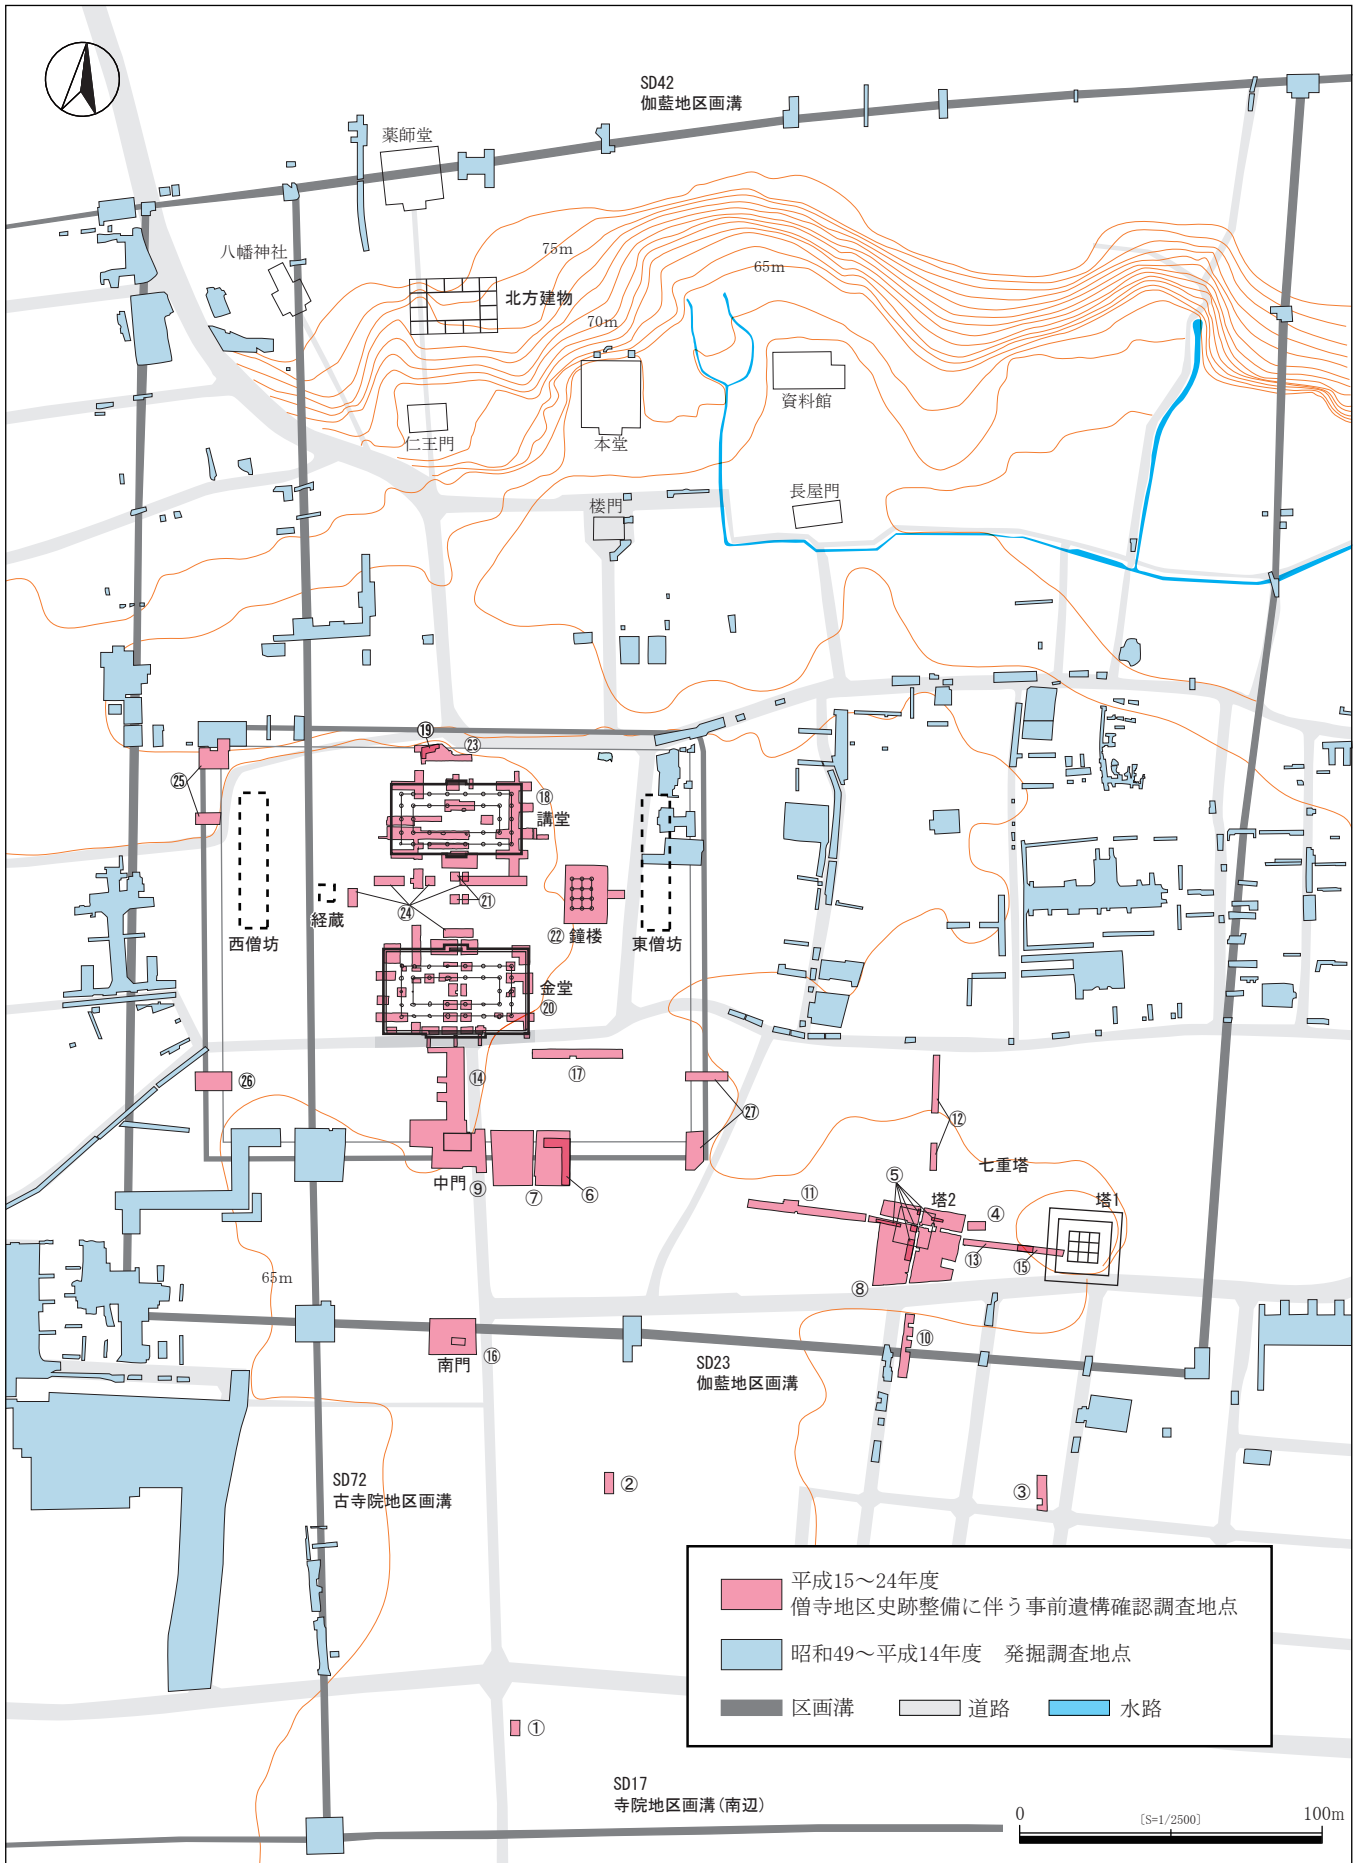 SD42
伽藍地区画溝
薬師堂
八幡神社
75m
65m
北方建物
70m
資料館
仁王門
本堂
長屋門
楼門
⑲
㉓
㉕
⑱
講堂
㉑
㉔
経蔵
西僧坊
㉒ 鐘楼
東僧坊
金堂
⑳
⑭
⑰
㉖
㉗
⑫
七重塔
中門
⑨
⑦
⑥
⑤
⑪
塔2
④
塔1
⑬
⑮
⑧
65m
⑩
南門
⑯
SD23
伽藍地区画溝
SD72
古寺院地区画溝
②
③
平成15～24年度
僧寺地区史跡整備に伴う事前遺構確認調査地点
昭和49～平成14年度　発掘調査地点
区画溝
道路
水路
①
SD17
寺院地区画溝(南辺)
0
[S=1/2500]
100m